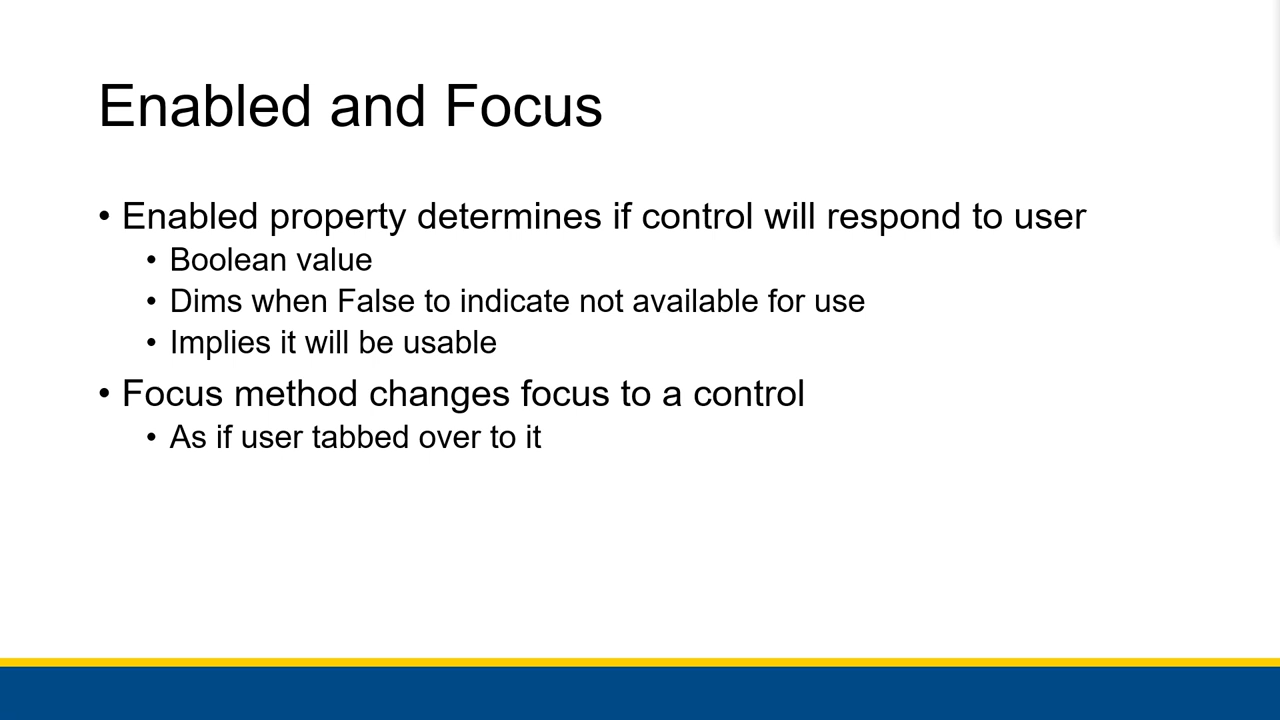 Enabled and Focus
• Enabled property determines if control will respond to user
• Boolean value
• Dims when False to indicate not available for use
• Implies it will be usable
• Focus method changes focus to a control
• As if user tabbed over to it